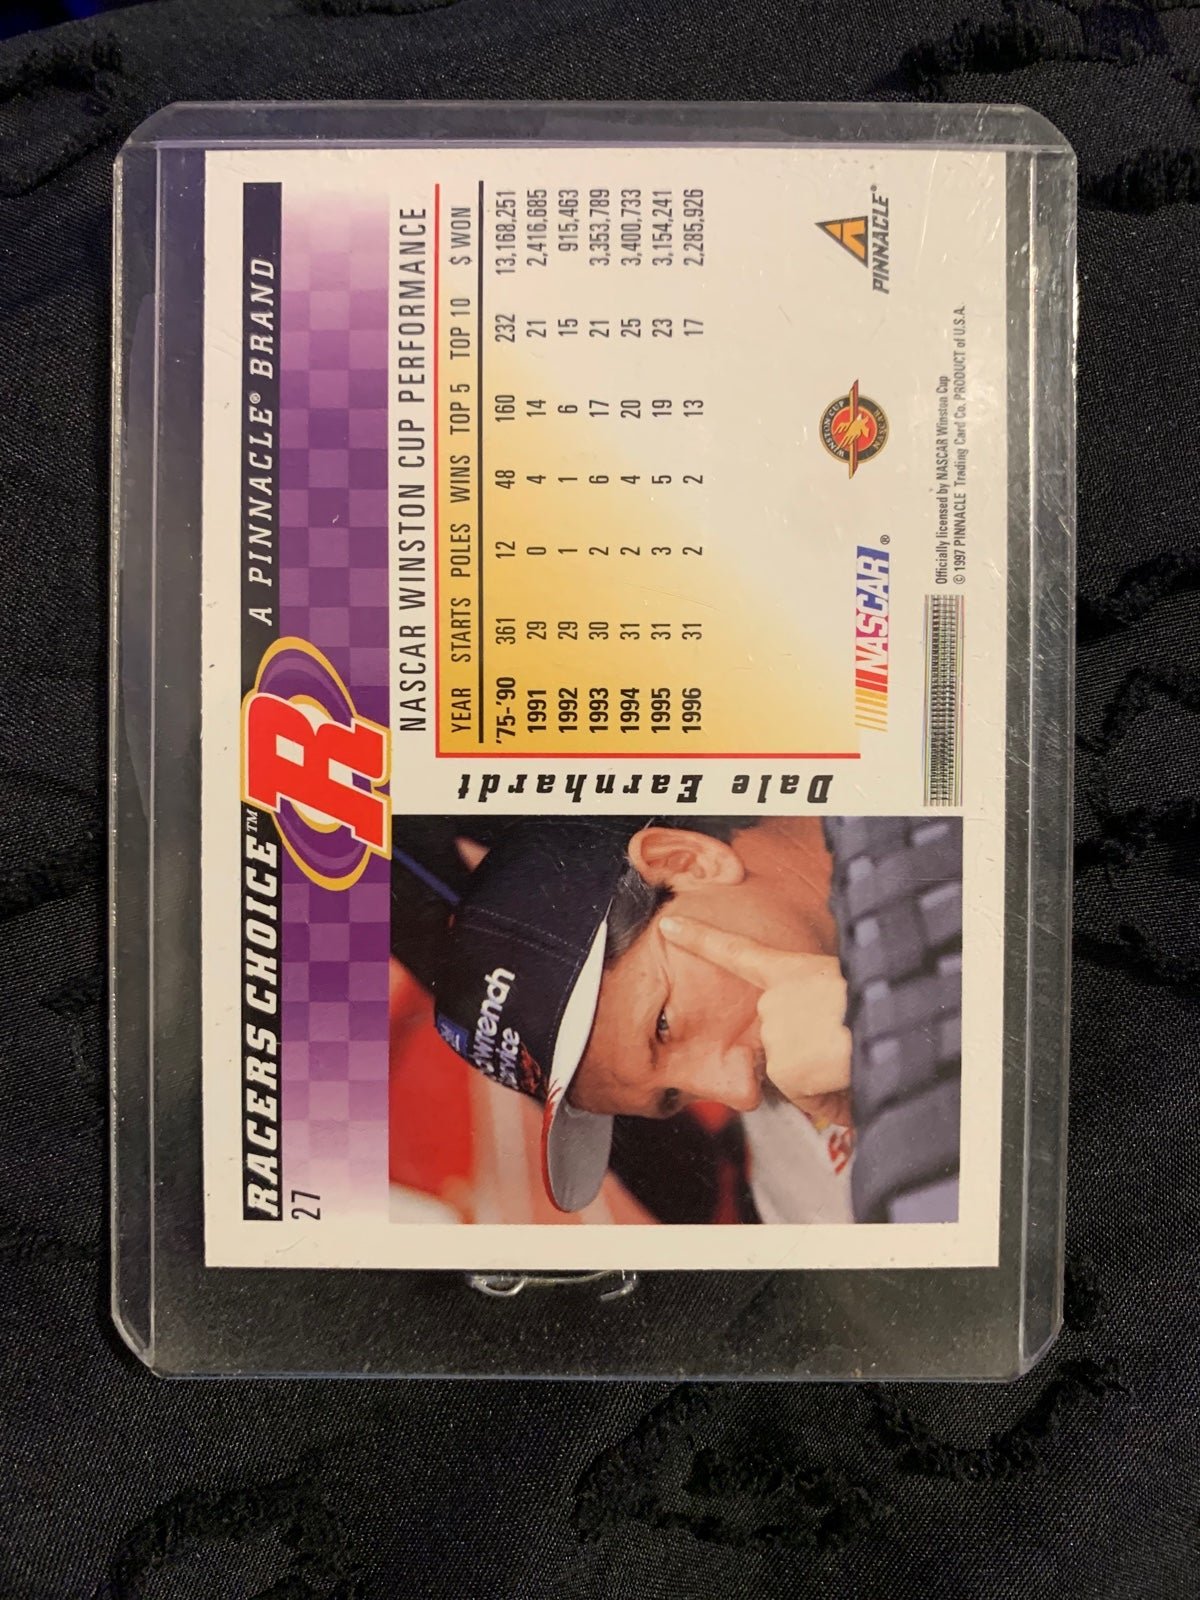 RACERS CHOICE™ A PINNACLE® BRAND
R
27
NASCAR WINSTON CUP PERFORMANCE
YEAR STARTS POLES WINS TOP 5 TOP 10 $ WON
'75-'90 361 12 48 160 232 13,168,251
1991 29 0 4 14 21 2,416,685
1992 29 1 1 6 15 915,463
1993 30 2 6 17 21 3,353,789
1994 31 2 4 20 25 3,400,733
1995 31 3 5 19 23 3,154,241
1996 31 2 2 13 17 2,285,926
Dale Earnhardt
NASCAR®
WINSTON CUP
PINNACLE®
Officially licensed by NASCAR Winston Cup
© 1997 PINNACLE Trading Card Co. PRODUCT of U.S.A.